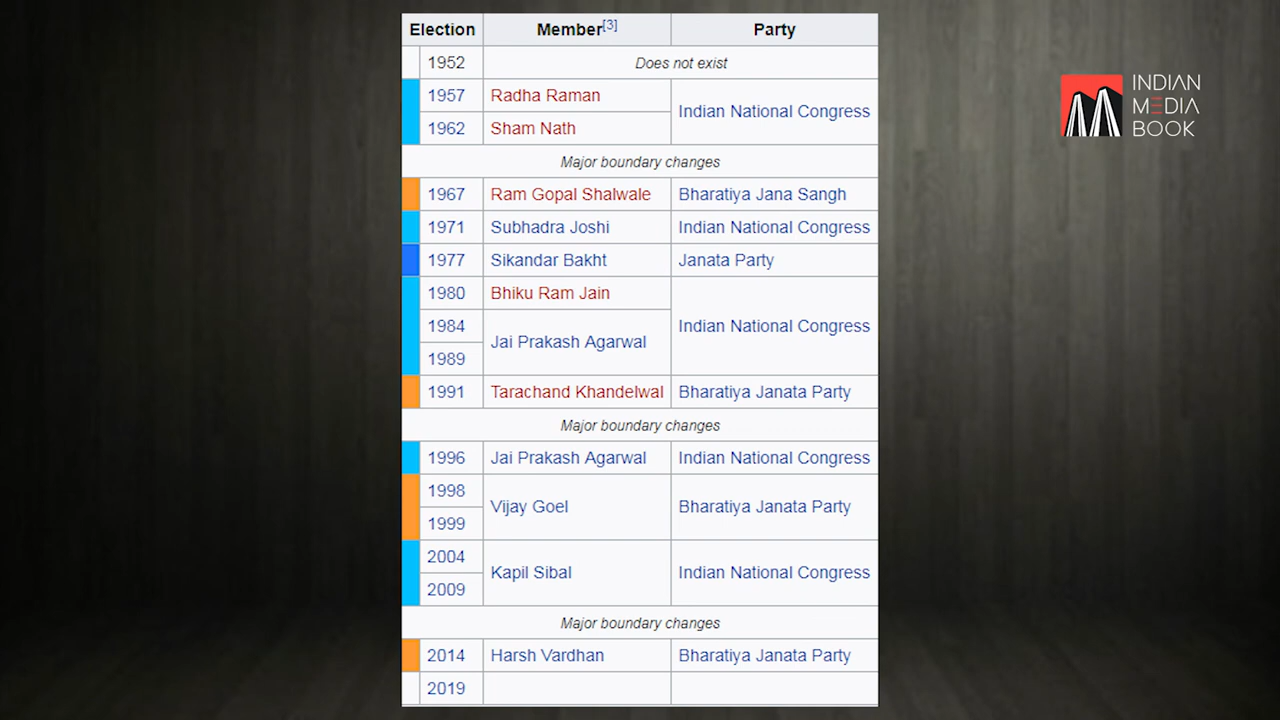 Election Member[3] Party
1952 Does not exist
1957 Radha Raman Indian National Congress
1962 Sham Nath
Major boundary changes
1967 Ram Gopal Shalwale Bharatiya Jana Sangh
1971 Subhadra Joshi Indian National Congress
1977 Sikandar Bakht Janata Party
1980 Bhiku Ram Jain Indian National Congress
1984 Jai Prakash Agarwal
1989
1991 Tarachand Khandelwal Bharatiya Janata Party
Major boundary changes
1996 Jai Prakash Agarwal Indian National Congress
1998 Vijay Goel Bharatiya Janata Party
1999
2004 Kapil Sibal Indian National Congress
2009
Major boundary changes
2014 Harsh Vardhan Bharatiya Janata Party
2019
INDIAN
MEDIA
BOOK